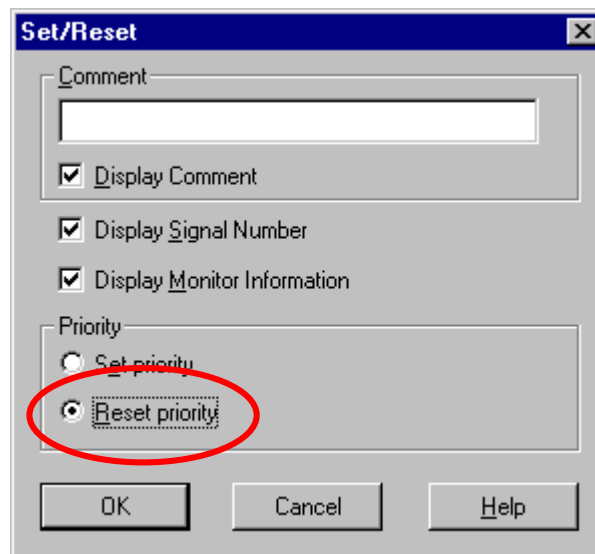 Set/Reset
Comment
Display Comment
Display Signal Number
Display Monitor Information
Priority
Set priority
Reset priority
OK Cancel Help